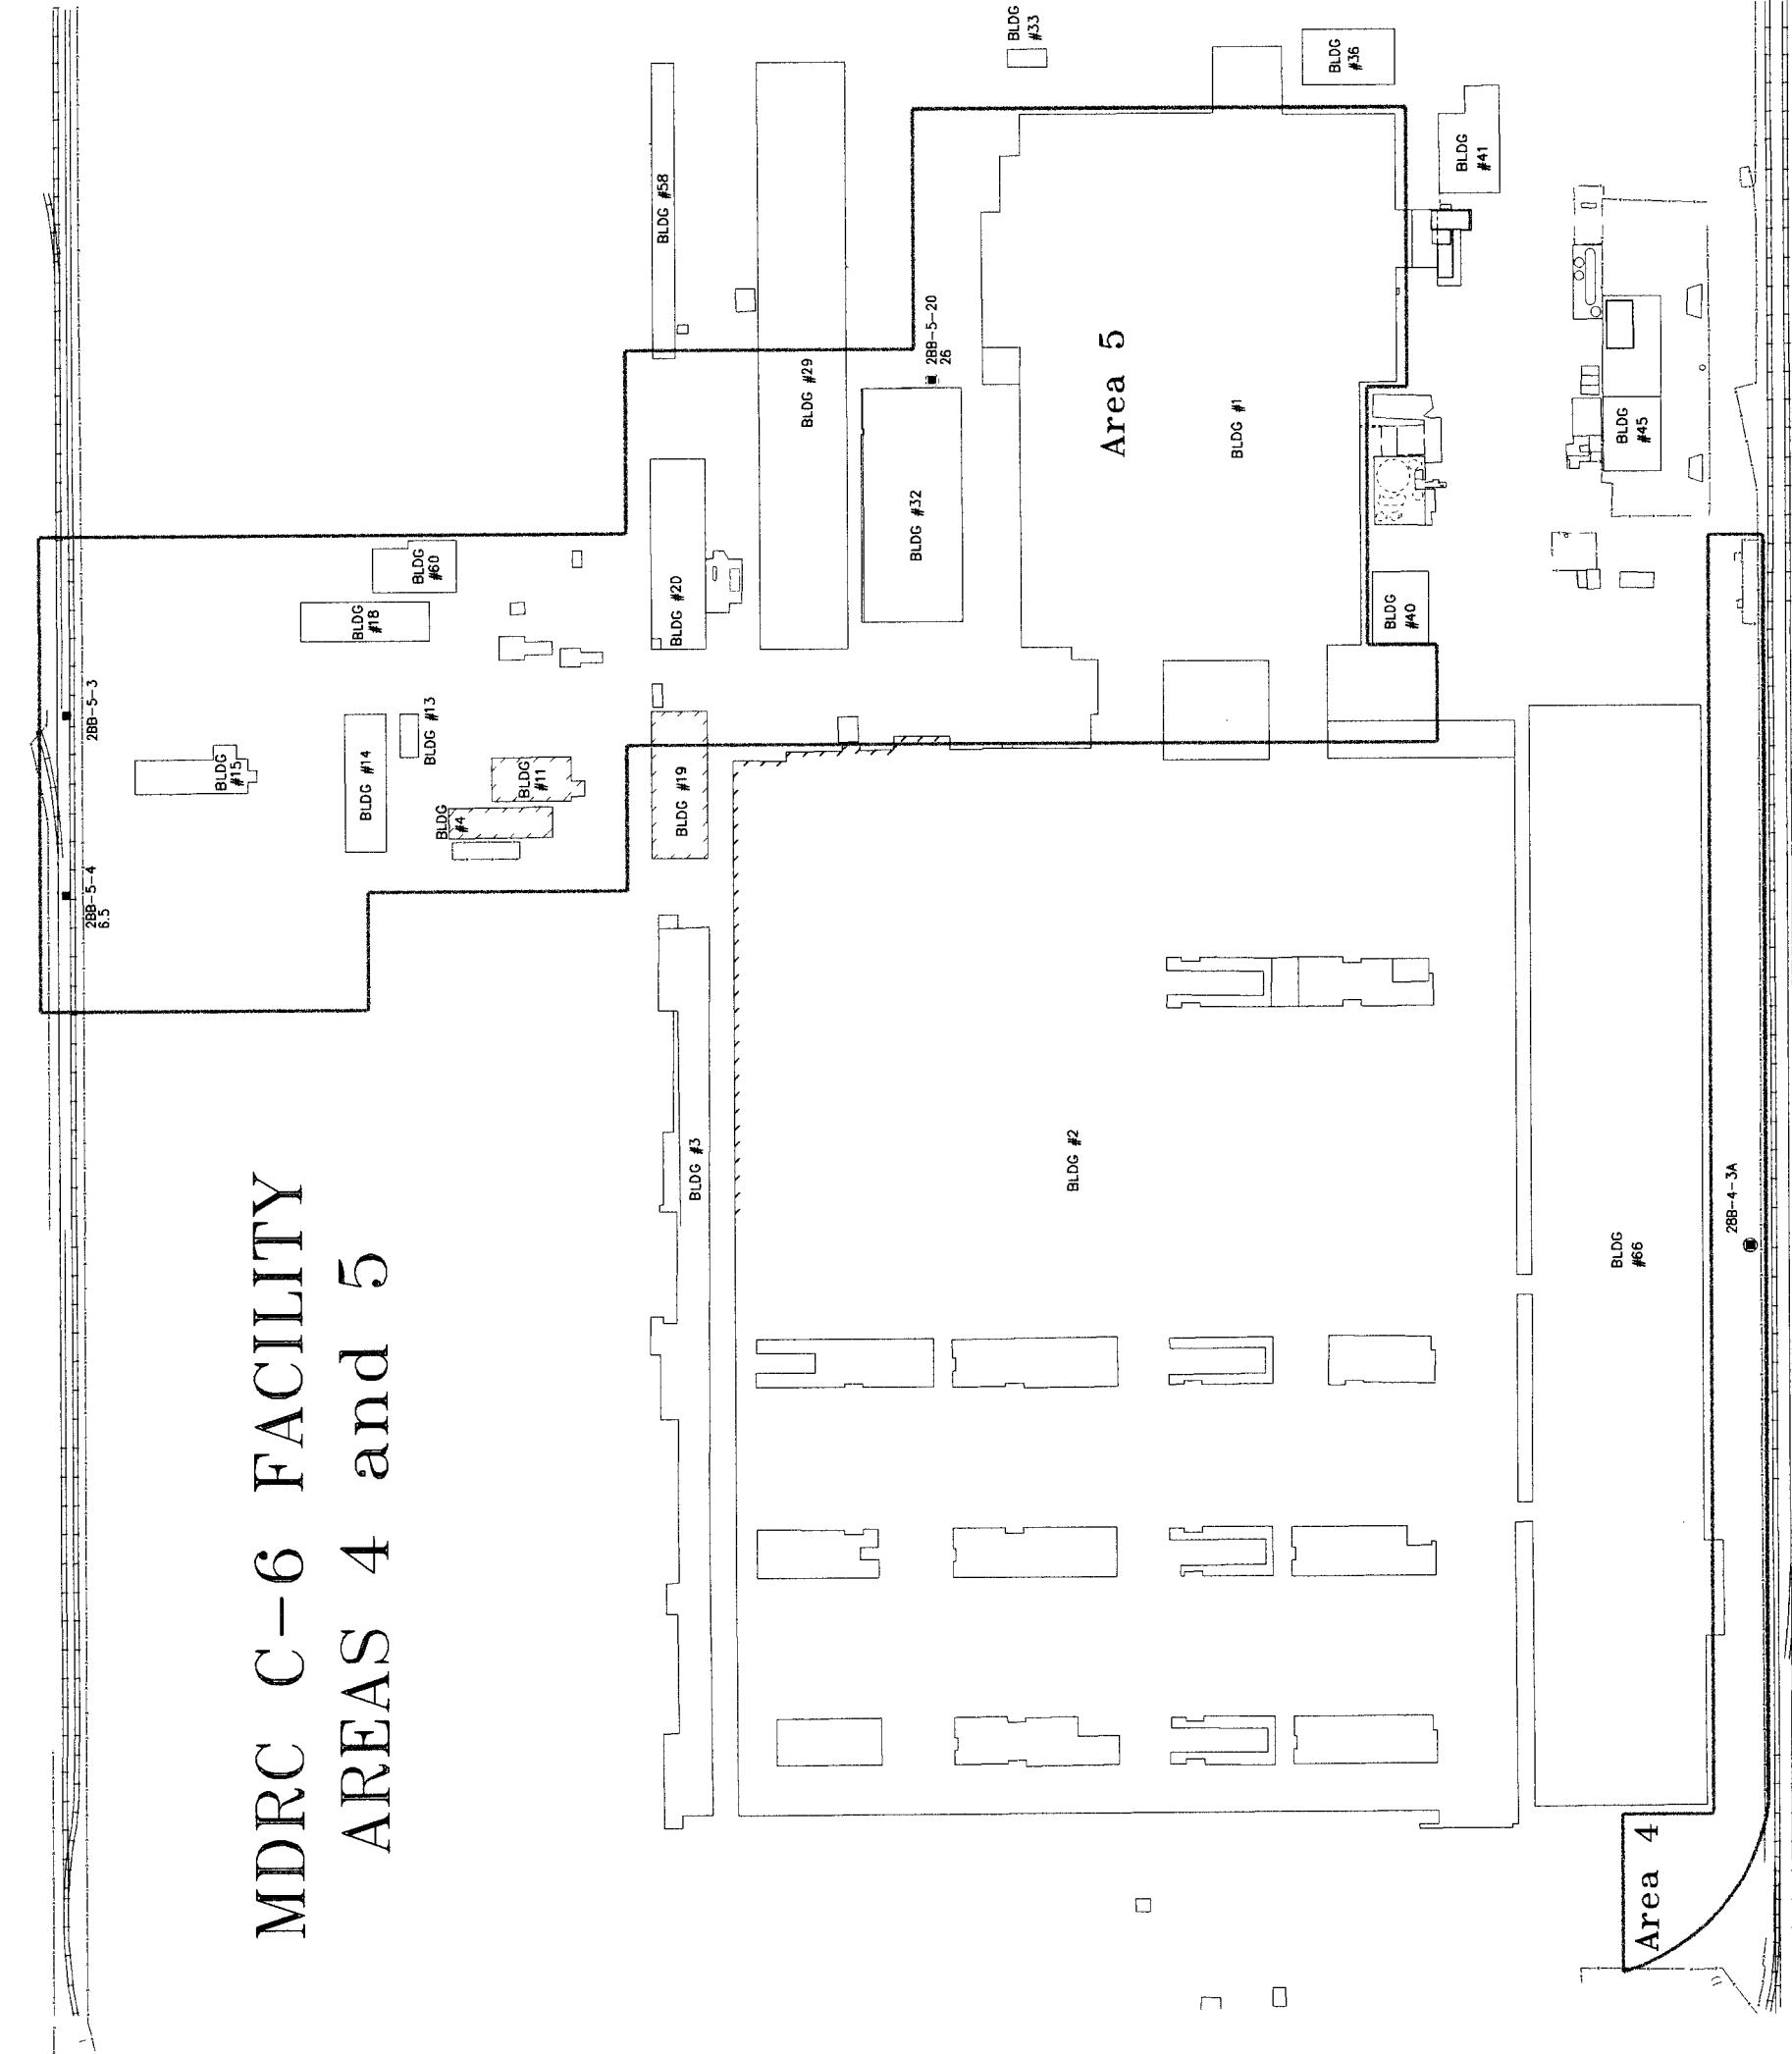 MDRC C-6 FACILITY
AREAS 4 and 5
2BB-5-4
6.5
2BB-5-3
BLDG
#15
BLDG #14
BLDG #13
BLDG
#18
BLDG
#60
BLDG
#4
BLDG
#11
BLDG #19
BLDG #20
BLDG #58
BLDG #3
BLDG #29
BLDG #32
2BB-5-20
26
BLDG
#33
BLDG #2
Area 5
BLDG #1
BLDG
#36
BLDG
#40
BLDG
#41
BLDG
#45
BLDG
#66
Area 4
2BB-4-3A